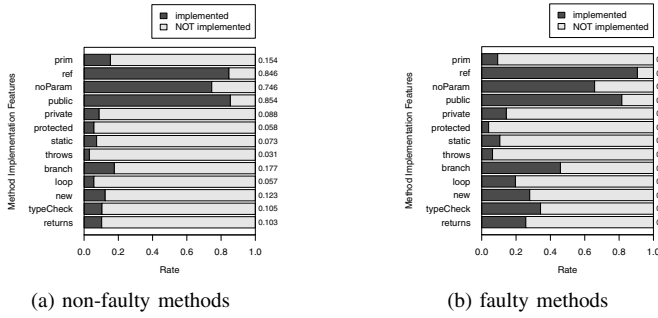 implemented
NOT implemented
prim
0.154
ref
0.846
noParam
0.746
public
0.854
private
0.088
protected
0.058
static
0.073
throws
0.031
branch
0.177
loop
0.057
new
0.123
typeCheck
0.105
returns
0.103
Method Implementation Features
0.0 0.2 0.4 0.6 0.8 1.0
Rate
(a) non-faulty methods
implemented
NOT implemented
prim
ref
noParam
public
private
protected
static
throws
branch
loop
new
typeCheck
returns
Method Implementation Features
0.0 0.2 0.4 0.6 0.8 1.0
Rate
(b) faulty methods